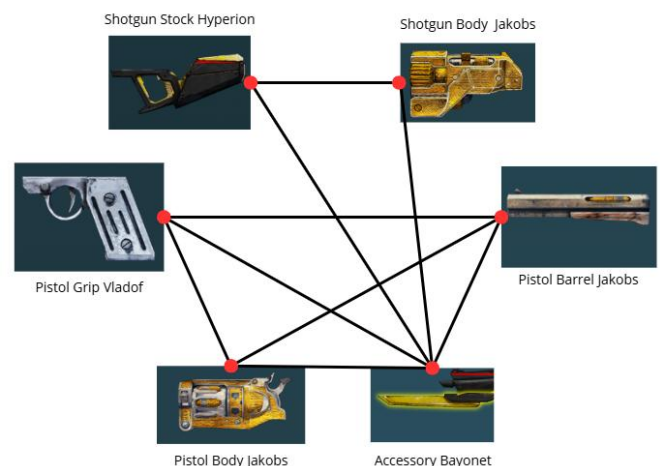 Shotgun Stock Hyperion
Shotgun Body Jakobs
Pistol Grip Vladof
Pistol Barrel Jakobs
Pistol Body Jakobs
Accessory Bayonet